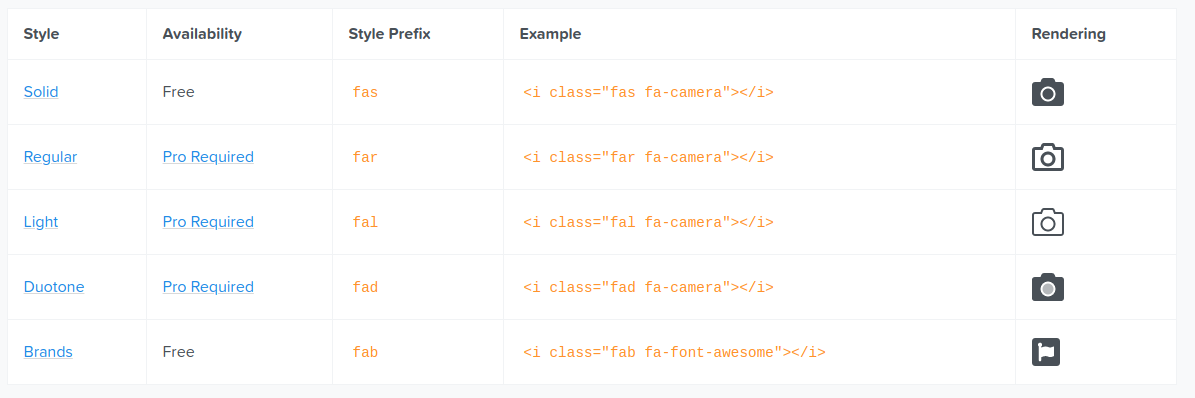 Style Availability Style Prefix Example Rendering
Solid Free fas <i class="fas fa-camera"></i>
Regular Pro Required far <i class="far fa-camera"></i>
Light Pro Required fal <i class="fal fa-camera"></i>
Duotone Pro Required fad <i class="fad fa-camera"></i>
Brands Free fab <i class="fab fa-font-awesome"></i>